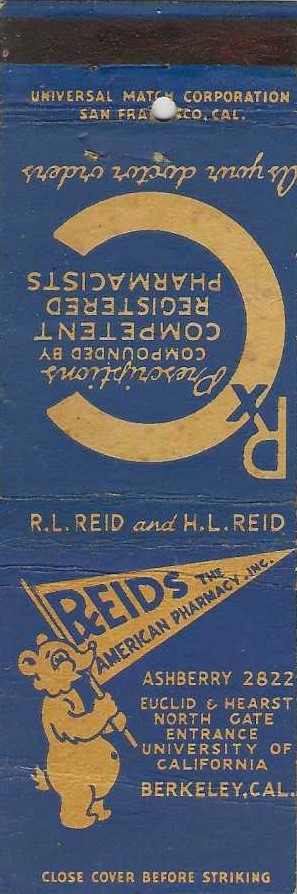 UNIVERSAL MATCH CORPORATION
SAN FRANCISCO, CAL.
As your doctor orders
Rx
Prescriptions
COMPOUNDED BY
COMPETENT
REGISTERED
PHARMACISTS
R.L. REID and H.L. REID
REIDS THE
AMERICAN PHARMACY, INC.
ASHBERRY 2822
EUCLID & HEARST
NORTH GATE
ENTRANCE
UNIVERSITY OF
CALIFORNIA
BERKELEY, CAL.
CLOSE COVER BEFORE STRIKING